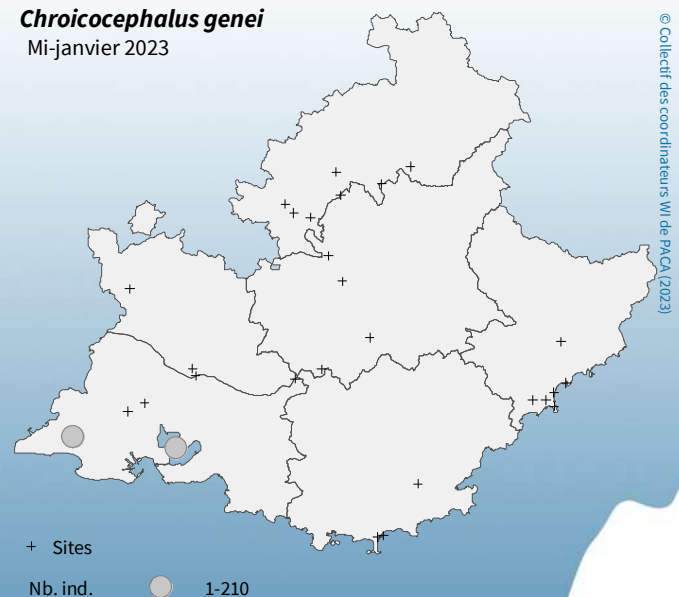 Chroicocephalus genei
Mi-janvier 2023
© Collectif des coordinateurs WI de PACA (2023)
+ Sites
Nb. ind. 1-210